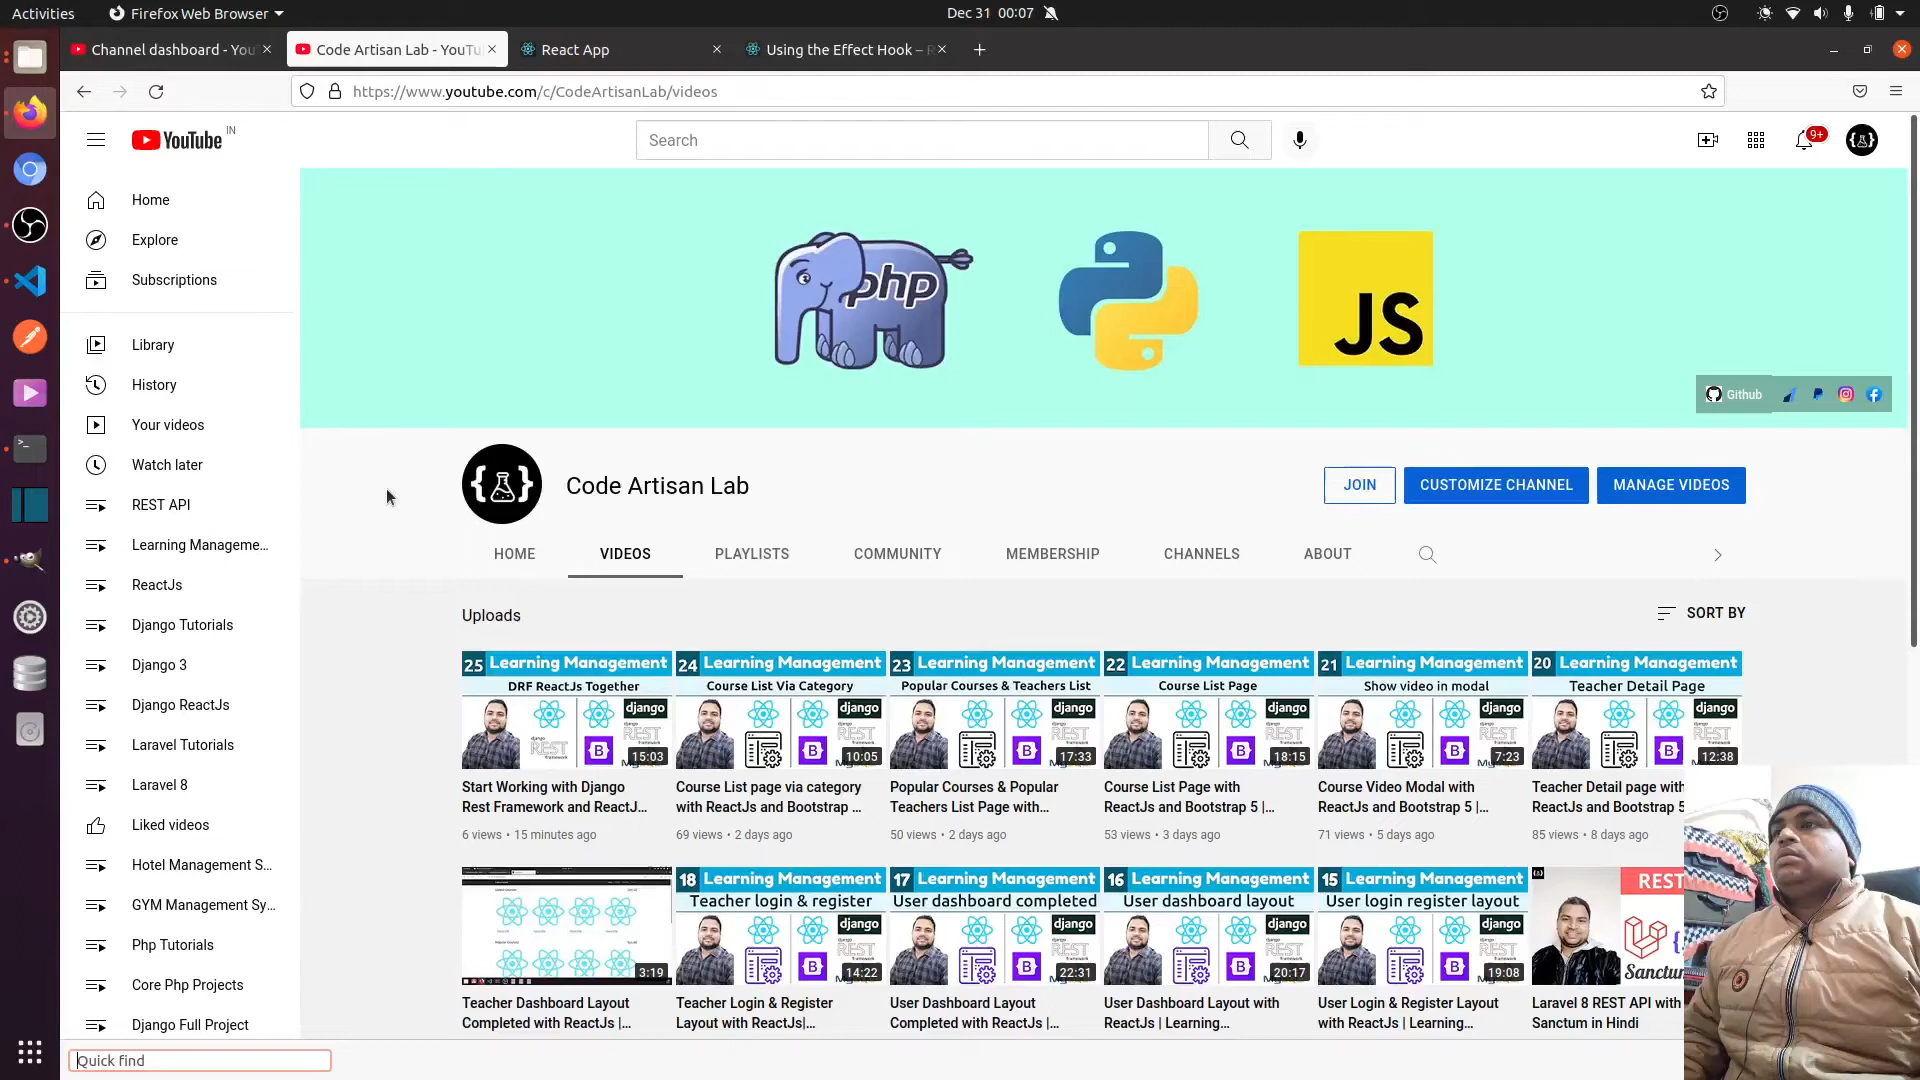 Activities
Firefox Web Browser
Dec 31 00:07
Channel dashboard - You
Code Artisan Lab - YouTu
React App
Using the Effect Hook – R
https://www.youtube.com/c/CodeArtisanLab/videos
YouTube IN
Search
9+
Home
Explore
Subscriptions
Library
History
Your videos
Watch later
REST API
Learning Manageme...
ReactJs
Django Tutorials
Django 3
Django ReactJs
Laravel Tutorials
Laravel 8
Liked videos
Hotel Management S...
GYM Management Sy...
Php Tutorials
Core Php Projects
Django Full Project
Quick find
php
JS
Github
Code Artisan Lab
JOIN
CUSTOMIZE CHANNEL
MANAGE VIDEOS
HOME
VIDEOS
PLAYLISTS
COMMUNITY
MEMBERSHIP
CHANNELS
ABOUT
Uploads
SORT BY
25 Learning Management
DRF ReactJs Together
django
REST
B
15:03
Start Working with Django
Rest Framework and ReactJ...
6 views • 15 minutes ago
24 Learning Management
Course List Via Category
django
REST
B
10:05
Course List page via category
with ReactJs and Bootstrap ...
69 views • 2 days ago
23 Learning Management
Popular Courses & Teachers List
django
REST
B
17:33
Popular Courses & Popular
Teachers List Page with...
50 views • 2 days ago
22 Learning Management
Course List Page
django
REST
B
18:15
Course List Page with
ReactJs and Bootstrap 5 |...
53 views • 3 days ago
21 Learning Management
Show video in modal
django
REST
B
7:23
Course Video Modal with
ReactJs and Bootstrap 5 |...
71 views • 5 days ago
20 Learning Management
Teacher Detail Page
django
REST
B
12:38
Teacher Detail page with
ReactJs and Bootstrap 5
85 views • 8 days ago
3:19
Teacher Dashboard Layout
Completed with ReactJs |...
18 Learning Management
Teacher login & register
django
REST
B
14:22
Teacher Login & Register
Layout with ReactJs|...
17 Learning Management
User dashboard completed
django
REST
B
22:31
User Dashboard Layout
Completed with ReactJs |...
16 Learning Management
User dashboard layout
django
REST
B
20:17
User Dashboard Layout with
ReactJs | Learning...
15 Learning Management
User login register layout
django
REST
B
19:08
User Login & Register Layout
with ReactJs | Learning...
REST
Sanctum
Laravel 8 REST API with
Sanctum in Hindi